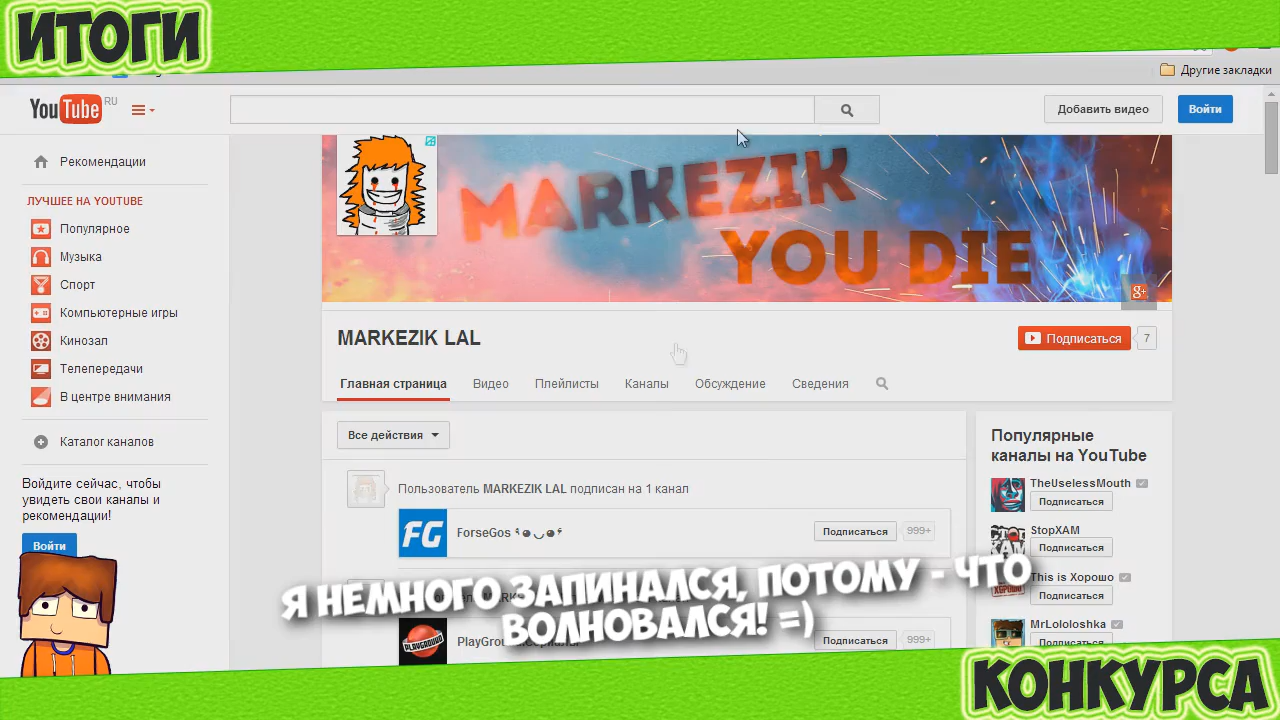 ИТОГИ
Другие закладки
YouTube RU
Добавить видео
Войти
Рекомендации
ЛУЧШЕЕ НА YOUTUBE
Популярное
Музыка
Спорт
Компьютерные игры
Кинозал
Телепередачи
В центре внимания
Каталог каналов
Войдите сейчас, чтобы
увидеть свои каналы и
рекомендации!
Войти
MARKEZIK
YOU DIE
g+
MARKEZIK LAL
Подписаться 7
Главная страница Видео Плейлисты Каналы Обсуждение Сведения
Все действия
Пользователь MARKEZIK LAL подписан на 1 канал
FG
ForseGos
Подписаться 999+
Я НЕМНОГО ЗАПИНАЛСЯ, ПОТОМУ - ЧТО
ВОЛНОВАЛСЯ! =)
PLAYGROUND
Подписаться 999+
Популярные
каналы на YouTube
TheUselessMouth
Подписаться
StopXAM
Подписаться
This is Хорошо
Подписаться
MrLololoshka
Подписаться
КОНКУРСА